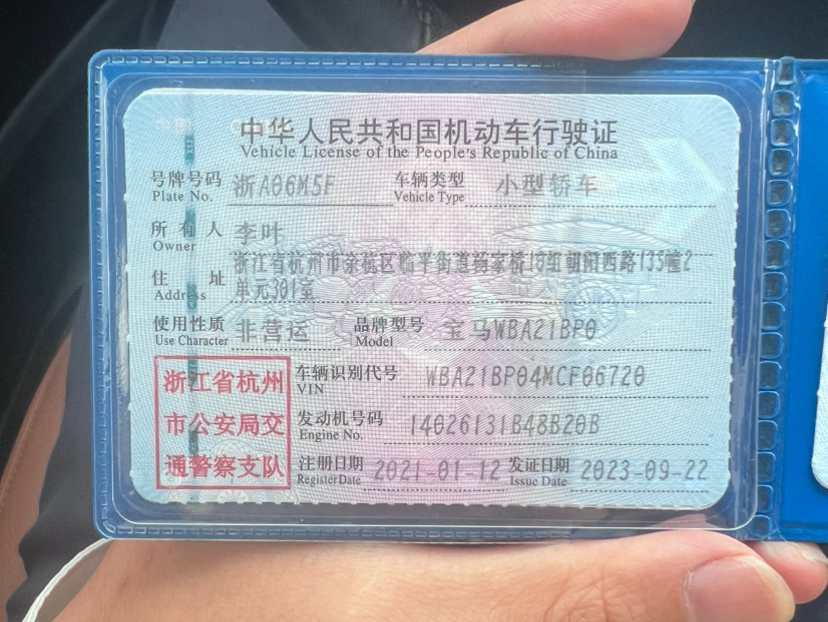 中华人民共和国机动车行驶证
Vehicle License of the People's Republic of China
号牌号码 浙A06M5F 车辆类型 小型轿车
Plate No. Vehicle Type
所有人 李叶
Owner
浙江省杭州市余杭区临平街道杨家桥18组朝阳西路135幢2
住址 单元301室
Address
使用性质 非营运 品牌型号 宝马WBA21BP0
Use Character Model
浙江省杭州 车辆识别代号 WBA21BP04MCF06720
VIN
市公安局交 发动机号码 14026131B48B20B
Engine No.
通警察支队 注册日期 2021-01-12 发证日期 2023-09-22
Register Date Issue Date